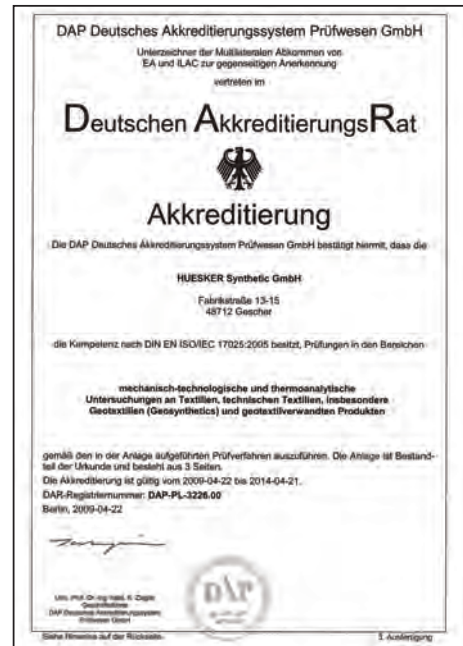 DAP Deutsches Akkreditierungssystem Prüfwesen GmbH
Unterzeichner der Multilateralen Abkommen von
EA und ILAC zur gegenseitigen Anerkennung
vertreten im
Deutschen AkkreditierungsRat
Akkreditierung
Die DAP Deutsches Akkreditierungssystem Prüfwesen GmbH bestätigt hiermit, dass die
HUESKER Synthetic GmbH
Fabrikstraße 13-15
48712 Gescher
die Kompetenz nach DIN EN ISO/IEC 17025:2005 besitzt, Prüfungen in den Bereichen
mechanisch-technologische und thermoanalytische
Untersuchungen an Textilien, technischen Textilien, insbesondere
Geotextilien (Geosynthetics) und geotextilverwandten Produkten
gemäß den in der Anlage aufgeführten Prüfverfahren auszuführen. Die Anlage ist Bestand-
teil der Urkunde und besteht aus 3 Seiten.
Die Akkreditierung ist gültig vom 2009-04-22 bis 2014-04-21.
DAR-Registriernummer: DAP-PL-3226.00
Berlin, 2009-04-22
DAP
Geschäftsführer
DAP Deutsches Akkreditierungssystem
Prüfwesen GmbH
Siehe Hinweise auf der Rückseite
3. Ausfertigung